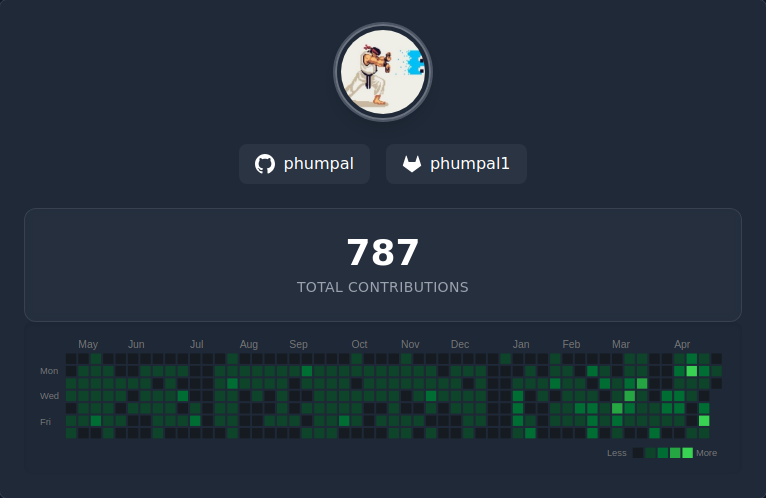 phumpal phumpal1
787
TOTAL CONTRIBUTIONS
May Jun Jul Aug Sep Oct Nov Dec Jan Feb Mar Apr
Mon
Wed
Fri
Less More